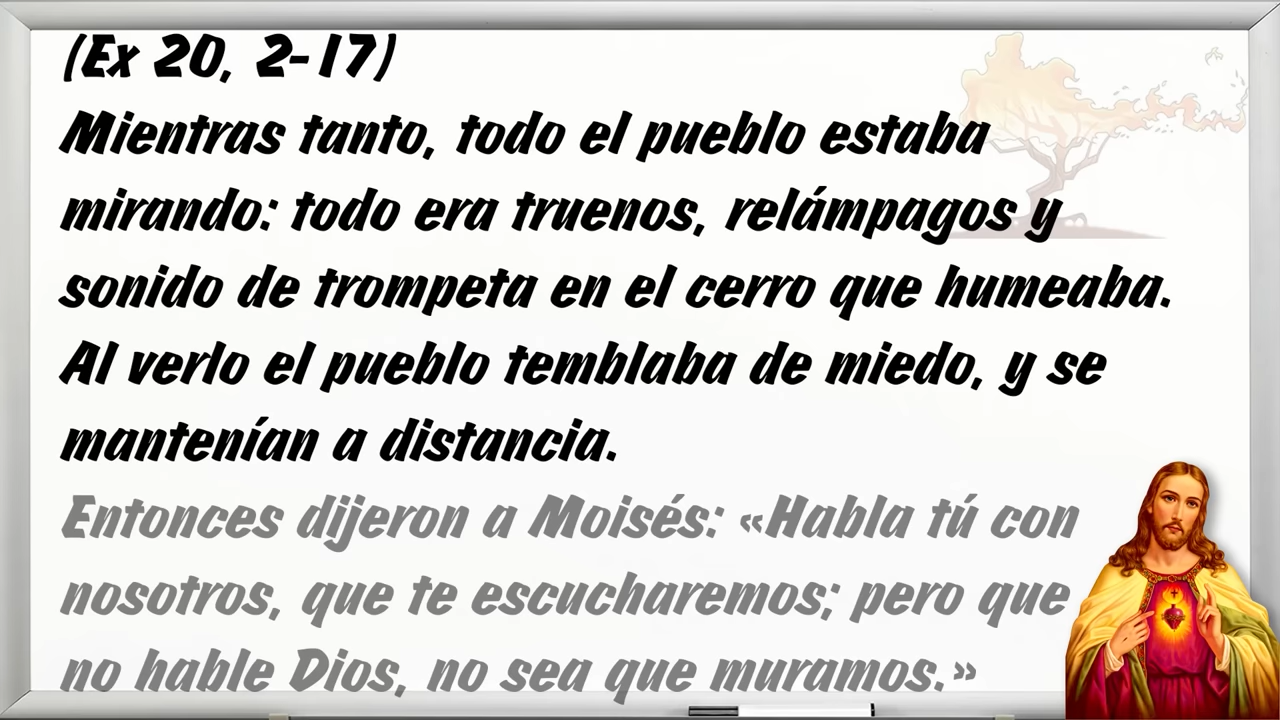 (Ex 20, 2-17)
Mientras tanto, todo el pueblo estaba
mirando: todo era truenos, relámpagos y
sonido de trompeta en el cerro que humeaba.
Al verlo el pueblo temblaba de miedo, y se
mantenían a distancia.
Entonces dijeron a Moisés: «Habla tú con
nosotros, que te escucharemos; pero que
no hable Dios, no sea que muramos.»